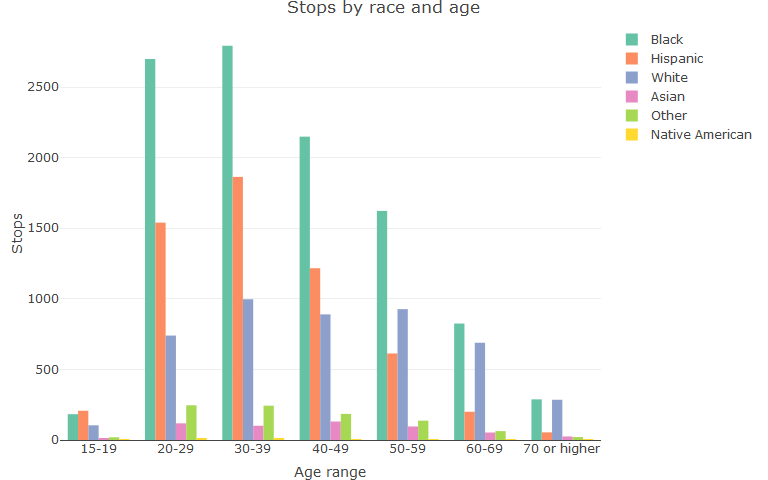 Stops by race and age
Black
Hispanic
White
Asian
Other
Native American
Stops
2500
2000
1500
1000
500
0
15-19 20-29 30-39 40-49 50-59 60-69 70 or higher
Age range